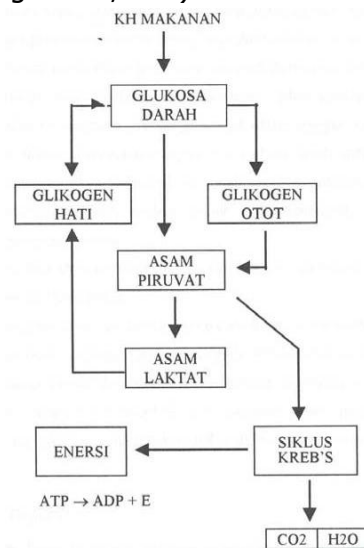 KH MAKANAN
GLUKOSA
DARAH
GLIKOGEN
HATI
GLIKOGEN
OTOT
ASAM
PIRUVAT
ASAM
LAKTAT
ENERSI
SIKLUS
KREB'S
ATP → ADP + E
CO2
H2O